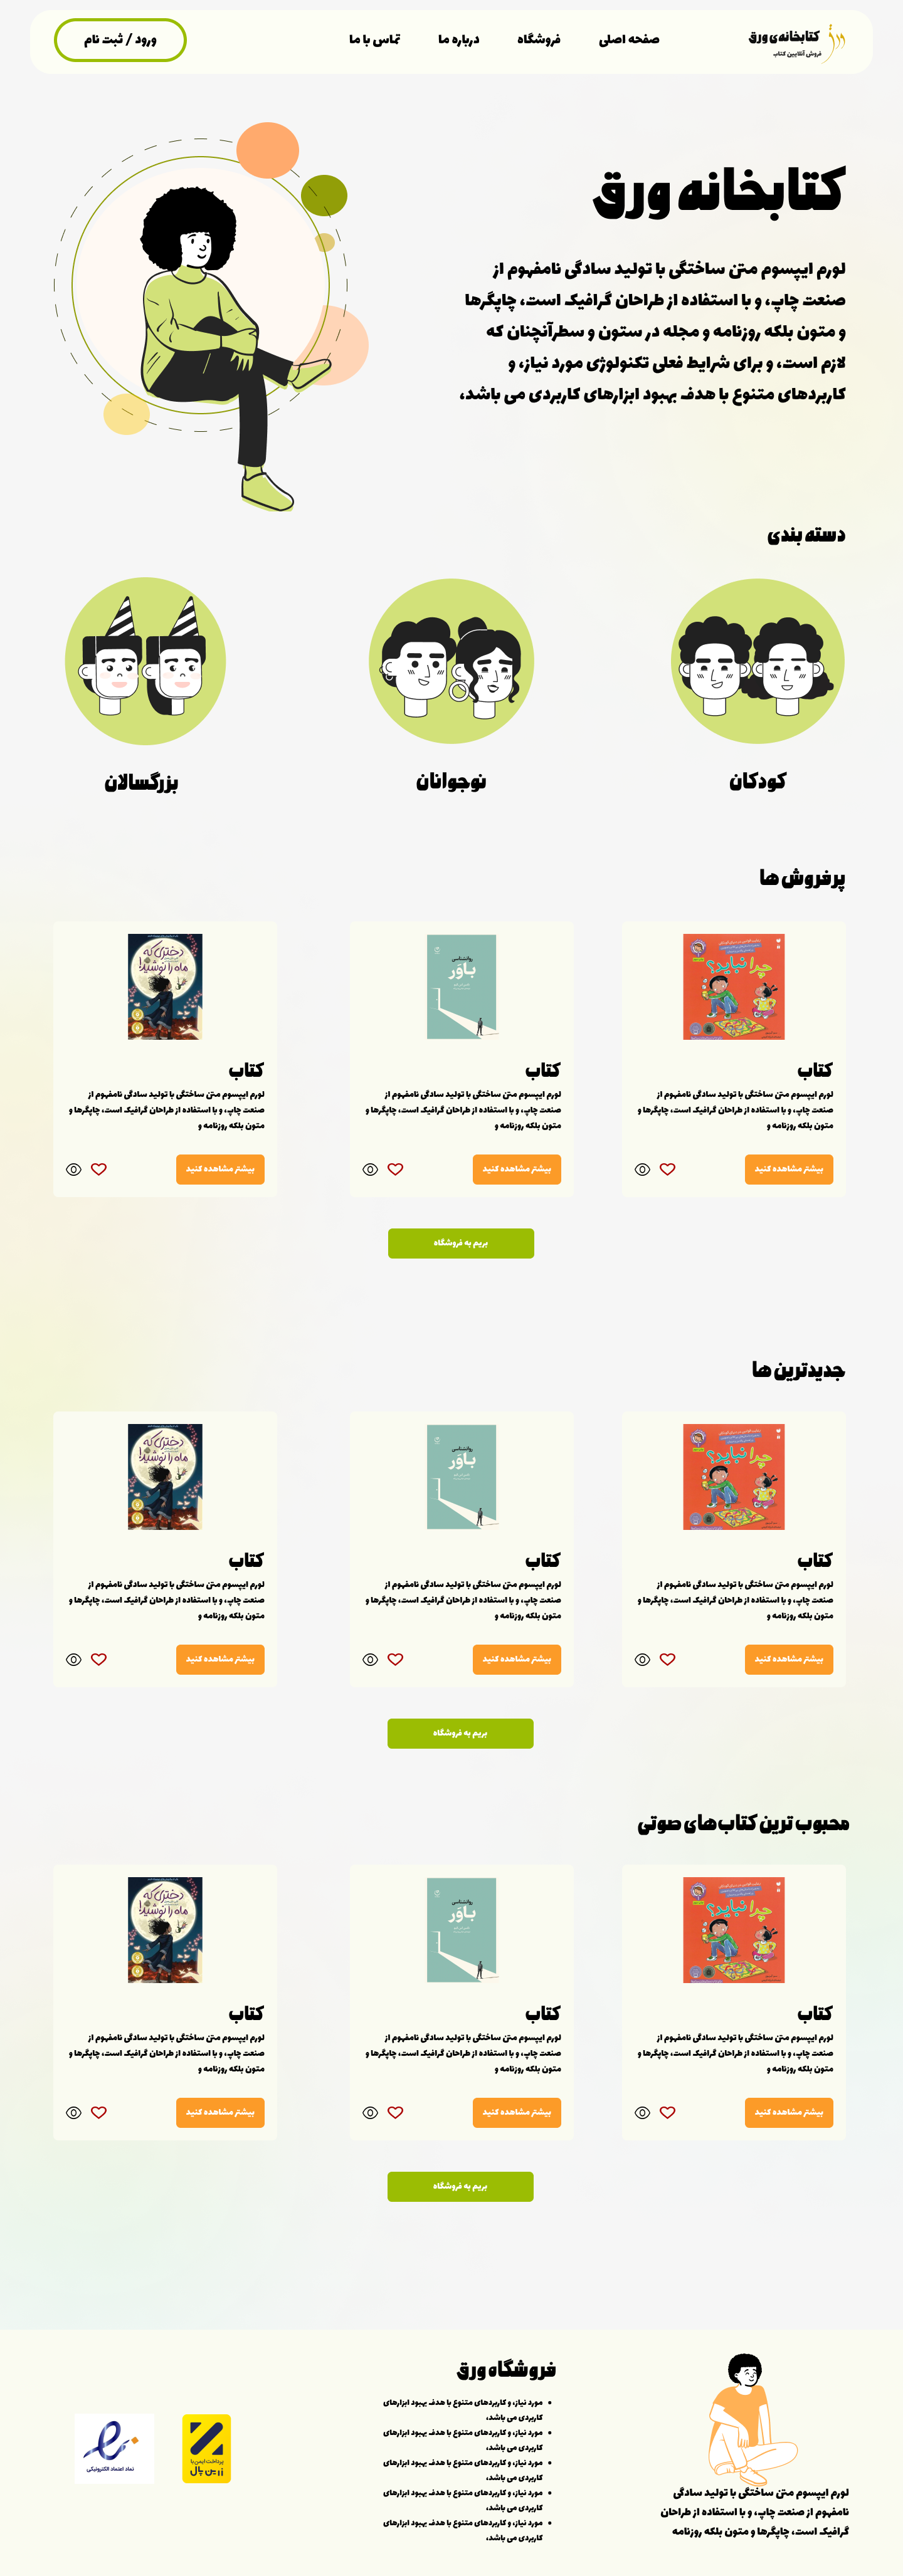 کتابخانه‌ی ورق
فروش آنلایین کتاب
صفحه اصلی
فروشگاه
درباره ما
تماس با ما
ورود / ثبت نام
کتابخانه ورق
لورم ایپسوم متن ساختگی با تولید سادگی نامفهوم از
صنعت چاپ، و با استفاده از طراحان گرافیک است، چاپگرها
و متون بلکه روزنامه و مجله در ستون و سطرآنچنان که
لازم است، و برای شرایط فعلی تکنولوژی مورد نیاز، و
کاربردهای متنوع با هدف بهبود ابزارهای کاربردی می باشد،
دسته بندی
کودکان
نوجوانان
بزرگسالان
پرفروش ها
چرا نباید؟
کتاب
لورم ایپسوم متن ساختگی با تولید سادگی نامفهوم از
صنعت چاپ، و با استفاده از طراحان گرافیک است، چاپگرها و
متون بلکه روزنامه و
بیشتر مشاهده کنید
روانشناسی
باور
کتاب
لورم ایپسوم متن ساختگی با تولید سادگی نامفهوم از
صنعت چاپ، و با استفاده از طراحان گرافیک است، چاپگرها و
متون بلکه روزنامه و
بیشتر مشاهده کنید
دختری که
ماه را نوشید!
کتاب
لورم ایپسوم متن ساختگی با تولید سادگی نامفهوم از
صنعت چاپ، و با استفاده از طراحان گرافیک است، چاپگرها و
متون بلکه روزنامه و
بیشتر مشاهده کنید
بریم به فروشگاه
جدیدترین ها
چرا نباید؟
کتاب
لورم ایپسوم متن ساختگی با تولید سادگی نامفهوم از
صنعت چاپ، و با استفاده از طراحان گرافیک است، چاپگرها و
متون بلکه روزنامه و
بیشتر مشاهده کنید
روانشناسی
باور
کتاب
لورم ایپسوم متن ساختگی با تولید سادگی نامفهوم از
صنعت چاپ، و با استفاده از طراحان گرافیک است، چاپگرها و
متون بلکه روزنامه و
بیشتر مشاهده کنید
دختری که
ماه را نوشید!
کتاب
لورم ایپسوم متن ساختگی با تولید سادگی نامفهوم از
صنعت چاپ، و با استفاده از طراحان گرافیک است، چاپگرها و
متون بلکه روزنامه و
بیشتر مشاهده کنید
بریم به فروشگاه
محبوب ترین کتاب‌های صوتی
چرا نباید؟
کتاب
لورم ایپسوم متن ساختگی با تولید سادگی نامفهوم از
صنعت چاپ، و با استفاده از طراحان گرافیک است، چاپگرها و
متون بلکه روزنامه و
بیشتر مشاهده کنید
روانشناسی
باور
کتاب
لورم ایپسوم متن ساختگی با تولید سادگی نامفهوم از
صنعت چاپ، و با استفاده از طراحان گرافیک است، چاپگرها و
متون بلکه روزنامه و
بیشتر مشاهده کنید
دختری که
ماه را نوشید!
کتاب
لورم ایپسوم متن ساختگی با تولید سادگی نامفهوم از
صنعت چاپ، و با استفاده از طراحان گرافیک است، چاپگرها و
متون بلکه روزنامه و
بیشتر مشاهده کنید
بریم به فروشگاه
لورم ایپسوم متن ساختگی با تولید سادگی
نامفهوم از صنعت چاپ، و با استفاده از طراحان
گرافیک است، چاپگرها و متون بلکه روزنامه
فروشگاه ورق
مورد نیاز، و کاربردهای متنوع با هدف بهبود ابزارهای
کاربردی می باشد،
مورد نیاز، و کاربردهای متنوع با هدف بهبود ابزارهای
کاربردی می باشد،
مورد نیاز، و کاربردهای متنوع با هدف بهبود ابزارهای
کاربردی می باشد،
مورد نیاز، و کاربردهای متنوع با هدف بهبود ابزارهای
کاربردی می باشد،
مورد نیاز، و کاربردهای متنوع با هدف بهبود ابزارهای
کاربردی می باشد،
پرداخت ایمن با
زرین پال
نماد اعتماد الکترونیکی